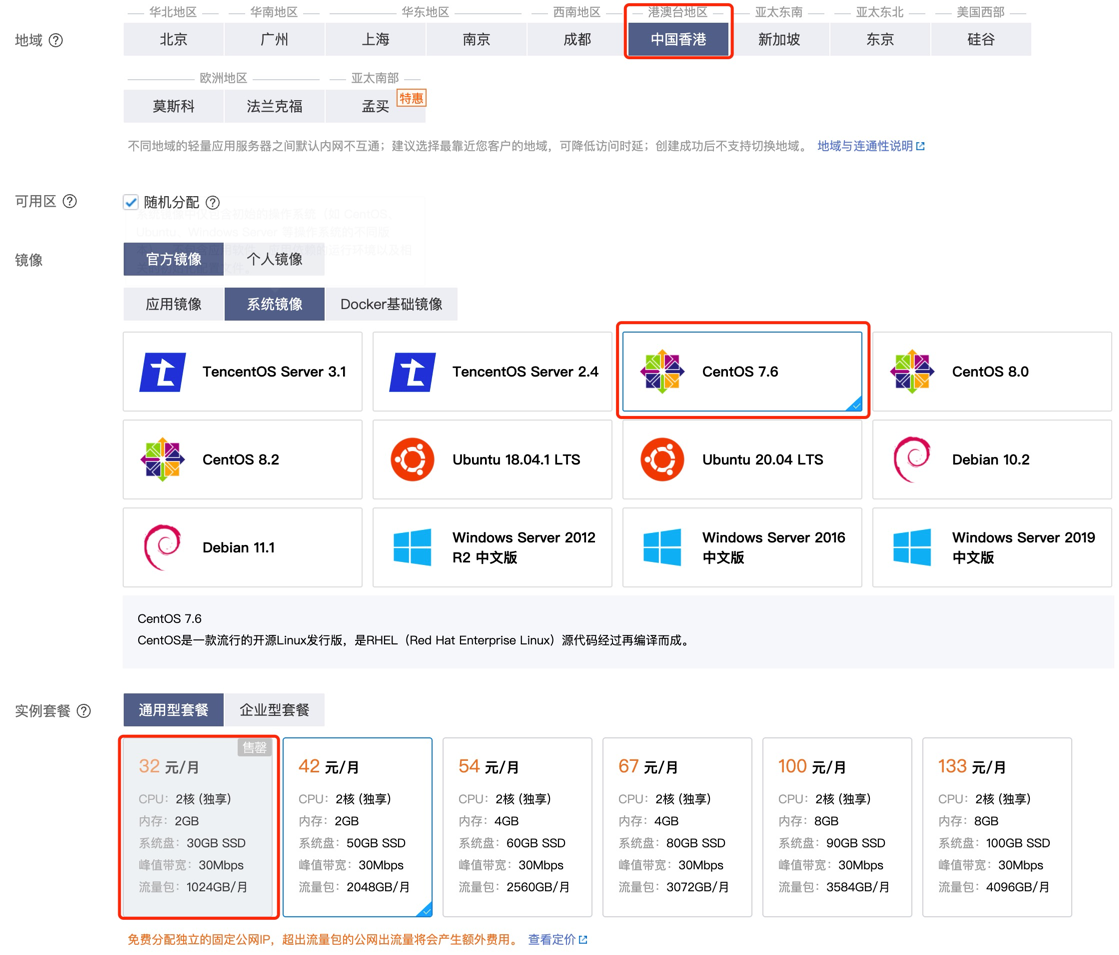 华北地区 华南地区 华东地区 西南地区 港澳台地区 亚太东南 亚太东北 美国西部
地域 北京 广州 上海 南京 成都 中国香港 新加坡 东京 硅谷
欧洲地区 亚太南部
莫斯科 法兰克福 孟买 特惠
不同地域的轻量应用服务器之间默认内网不互通；建议选择最靠近您客户的地域，可降低访问时延；创建成功后不支持切换地域。 地域与连通性说明
可用区 随机分配
镜像 官方镜像 个人镜像
应用镜像 系统镜像 Docker基础镜像
TencentOS Server 3.1 TencentOS Server 2.4 CentOS 7.6 CentOS 8.0
CentOS 8.2 Ubuntu 18.04.1 LTS Ubuntu 20.04 LTS Debian 10.2
Debian 11.1 Windows Server 2012 R2 中文版 Windows Server 2016 中文版 Windows Server 2019 中文版
CentOS 7.6
CentOS是一款流行的开源Linux发行版，是RHEL（Red Hat Enterprise Linux）源代码经过再编译而成。
实例套餐 通用型套餐 企业型套餐
售罄
32 元/月 42 元/月 54 元/月 67 元/月 100 元/月 133 元/月
CPU：2核 (独享) CPU：2核 (独享) CPU：2核 (独享) CPU：2核 (独享) CPU：2核 (独享) CPU：2核 (独享)
内存：2GB 内存：2GB 内存：4GB 内存：4GB 内存：8GB 内存：8GB
系统盘：30GB SSD 系统盘：50GB SSD 系统盘：60GB SSD 系统盘：80GB SSD 系统盘：90GB SSD 系统盘：100GB SSD
峰值带宽：30Mbps 峰值带宽：30Mbps 峰值带宽：30Mbps 峰值带宽：30Mbps 峰值带宽：30Mbps 峰值带宽：30Mbps
流量包：1024GB/月 流量包：2048GB/月 流量包：2560GB/月 流量包：3072GB/月 流量包：3584GB/月 流量包：4096GB/月
免费分配独立的固定公网IP，超出流量包的公网出流量将会产生额外费用。 查看定价